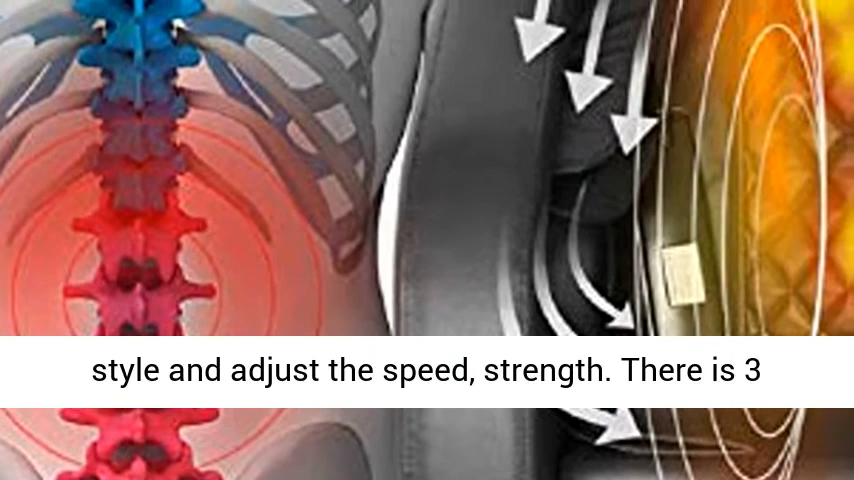 style and adjust the speed, strength. There is 3